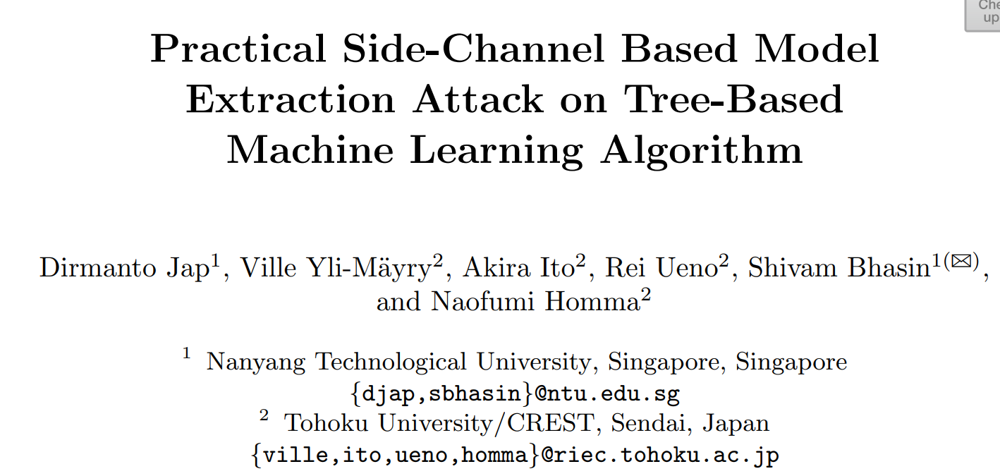 Che
up
Practical Side-Channel Based Model
Extraction Attack on Tree-Based
Machine Learning Algorithm
Dirmanto Jap1, Ville Yli-Mäyry2, Akira Ito2, Rei Ueno2, Shivam Bhasin1(✉),
and Naofumi Homma2
1 Nanyang Technological University, Singapore, Singapore
{djap,sbhasin}@ntu.edu.sg
2 Tohoku University/CREST, Sendai, Japan
{ville,ito,ueno,homma}@riec.tohoku.ac.jp